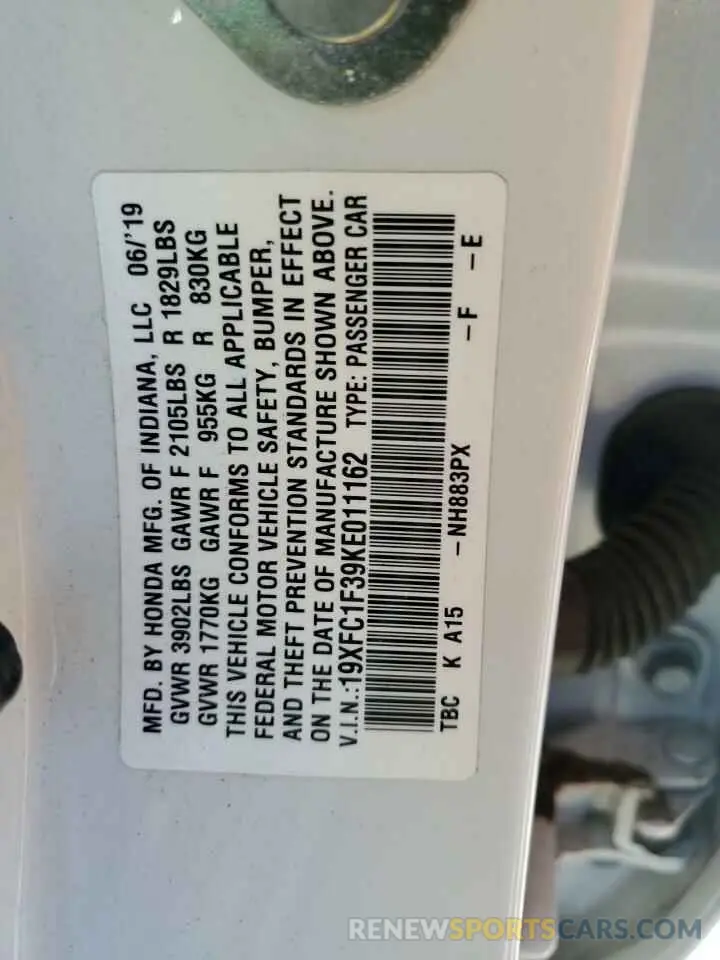 MFD. BY HONDA MFG. OF INDIANA, LLC 06/'19
GVWR 3902LBS GAWR F 2105LBS R 1829LBS
GVWR 1770KG GAWR F 955KG R 830KG
THIS VEHICLE CONFORMS TO ALL APPLICABLE
FEDERAL MOTOR VEHICLE SAFETY, BUMPER,
AND THEFT PREVENTION STANDARDS IN EFFECT
ON THE DATE OF MANUFACTURE SHOWN ABOVE.
V.I.N.:19XFC1F39KE011162 TYPE: PASSENGER CAR
TBC K A15 -NH883PX -F -E
RENEWSPORTSCARS.COM